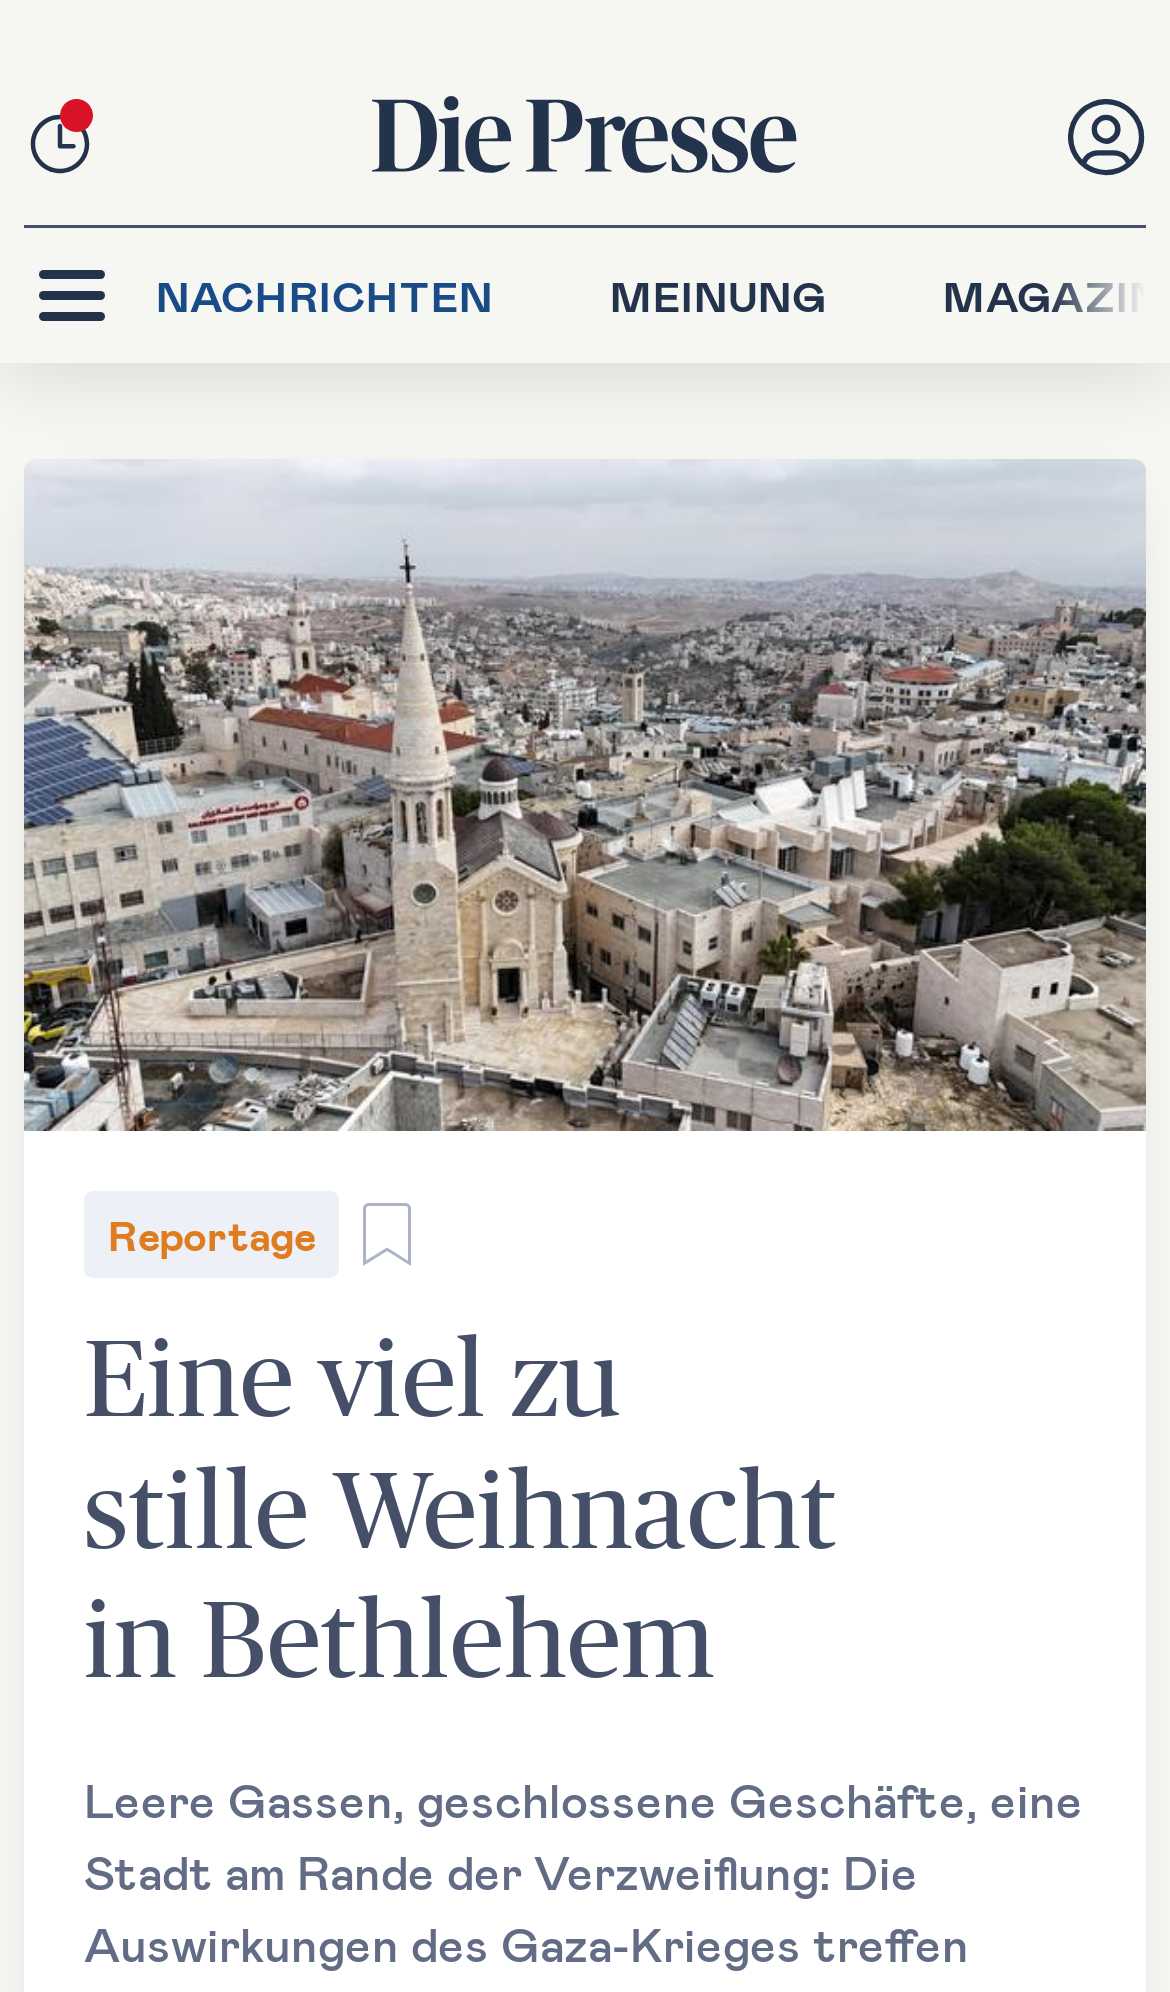 Die Presse
NACHRICHTEN MEINUNG MAGAZIN
Reportage
Eine viel zu
stille Weihnacht
in Bethlehem
Leere Gassen, geschlossene Geschäfte, eine
Stadt am Rande der Verzweiflung: Die
Auswirkungen des Gaza-Krieges treffen